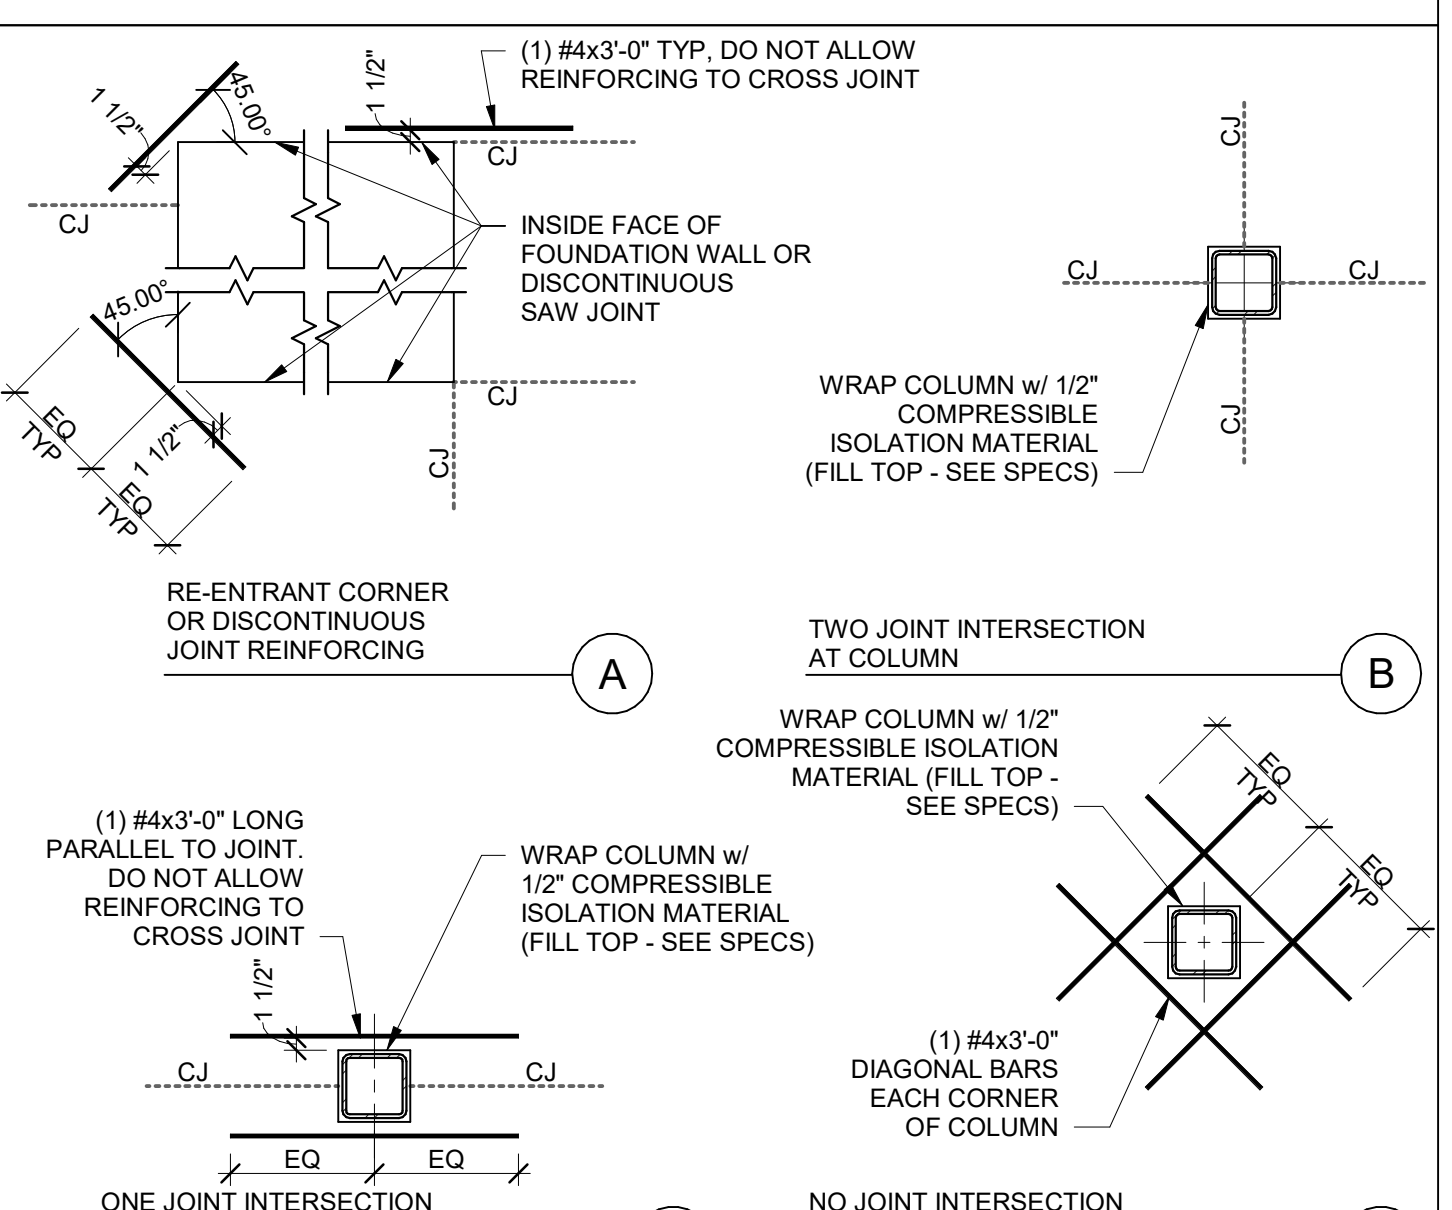 (1) #4x3'-0" TYP, DO NOT ALLOW
REINFORCING TO CROSS JOINT
1 1/2"
45.00°
1 1/2"
CJ
CJ
INSIDE FACE OF
FOUNDATION WALL OR
DISCONTINUOUS
SAW JOINT
45.00°
EQ
TYP
1 1/2"
EQ
TYP
CJ
CJ
RE-ENTRANT CORNER
OR DISCONTINUOUS
JOINT REINFORCING
A
CJ
CJ
CJ
CJ
WRAP COLUMN w/ 1/2"
COMPRESSIBLE
ISOLATION MATERIAL
(FILL TOP - SEE SPECS)
TWO JOINT INTERSECTION
AT COLUMN
B
(1) #4x3'-0" LONG
PARALLEL TO JOINT.
DO NOT ALLOW
REINFORCING TO
CROSS JOINT
1 1/2"
WRAP COLUMN w/
1/2" COMPRESSIBLE
ISOLATION MATERIAL
(FILL TOP - SEE SPECS)
CJ
CJ
EQ
EQ
ONE JOINT INTERSECTION
WRAP COLUMN w/ 1/2"
COMPRESSIBLE ISOLATION
MATERIAL (FILL TOP -
SEE SPECS)
EQ
TYP
EQ
TYP
(1) #4x3'-0"
DIAGONAL BARS
EACH CORNER
OF COLUMN
NO JOINT INTERSECTION